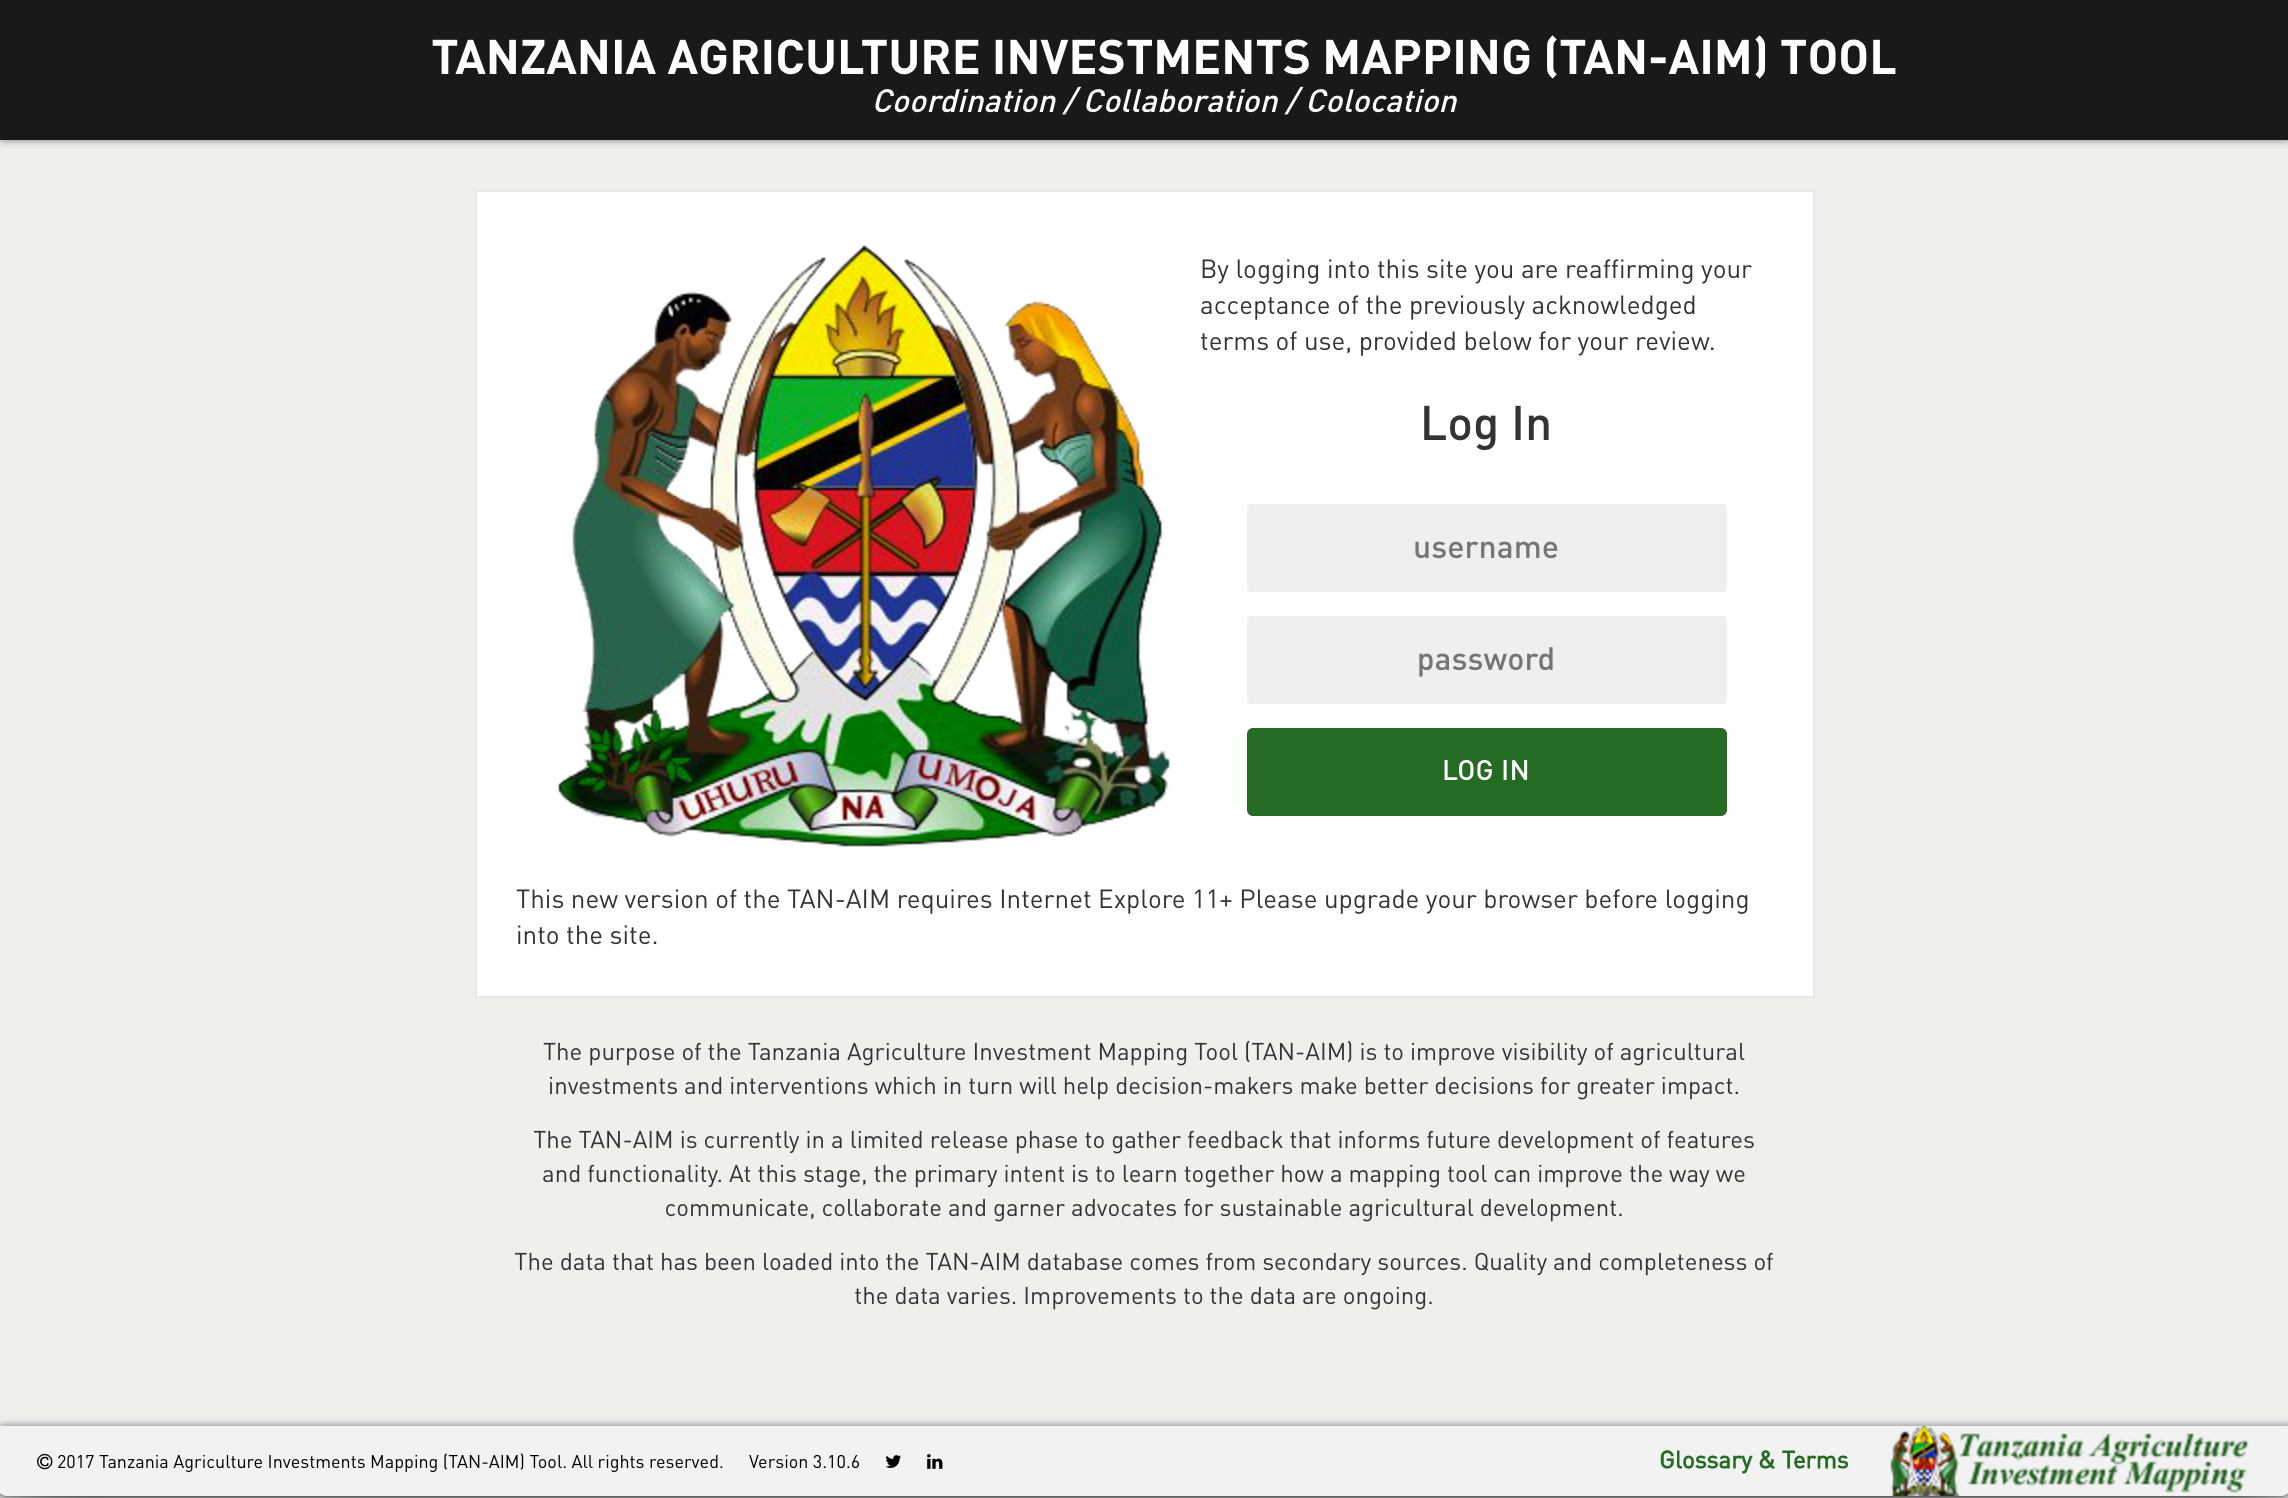 TANZANIA AGRICULTURE INVESTMENTS MAPPING (TAN-AIM) TOOL
Coordination / Collaboration / Colocation
By logging into this site you are reaffirming your
acceptance of the previously acknowledged
terms of use, provided below for your review.
Log In
username
password
LOG IN
UHURU NA UMOJA
This new version of the TAN-AIM requires Internet Explore 11+ Please upgrade your browser before logging
into the site.
The purpose of the Tanzania Agriculture Investment Mapping Tool (TAN-AIM) is to improve visibility of agricultural
investments and interventions which in turn will help decision-makers make better decisions for greater impact.
The TAN-AIM is currently in a limited release phase to gather feedback that informs future development of features
and functionality. At this stage, the primary intent is to learn together how a mapping tool can improve the way we
communicate, collaborate and garner advocates for sustainable agricultural development.
The data that has been loaded into the TAN-AIM database comes from secondary sources. Quality and completeness of
the data varies. Improvements to the data are ongoing.
© 2017 Tanzania Agriculture Investments Mapping (TAN-AIM) Tool. All rights reserved. Version 3.10.6
Glossary & Terms
Tanzania Agriculture
Investment Mapping